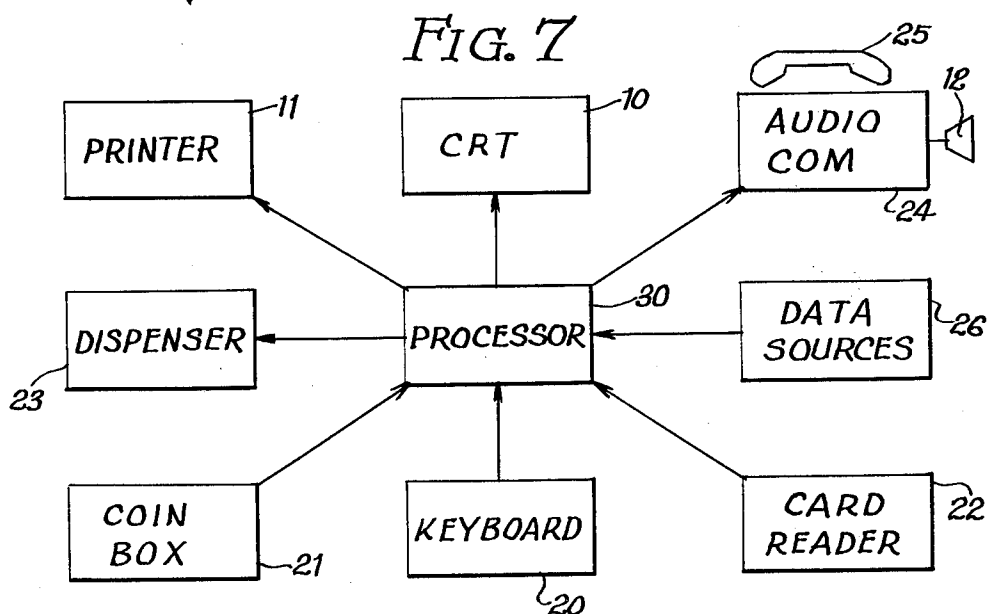 FIG. 7
25
12
11
10
PRINTER
CRT
AUDIO
COM
24
30
DATA
SOURCES
26
DISPENSER
PROCESSOR
23
COIN
BOX
21
KEYBOARD
20
CARD
READER
22